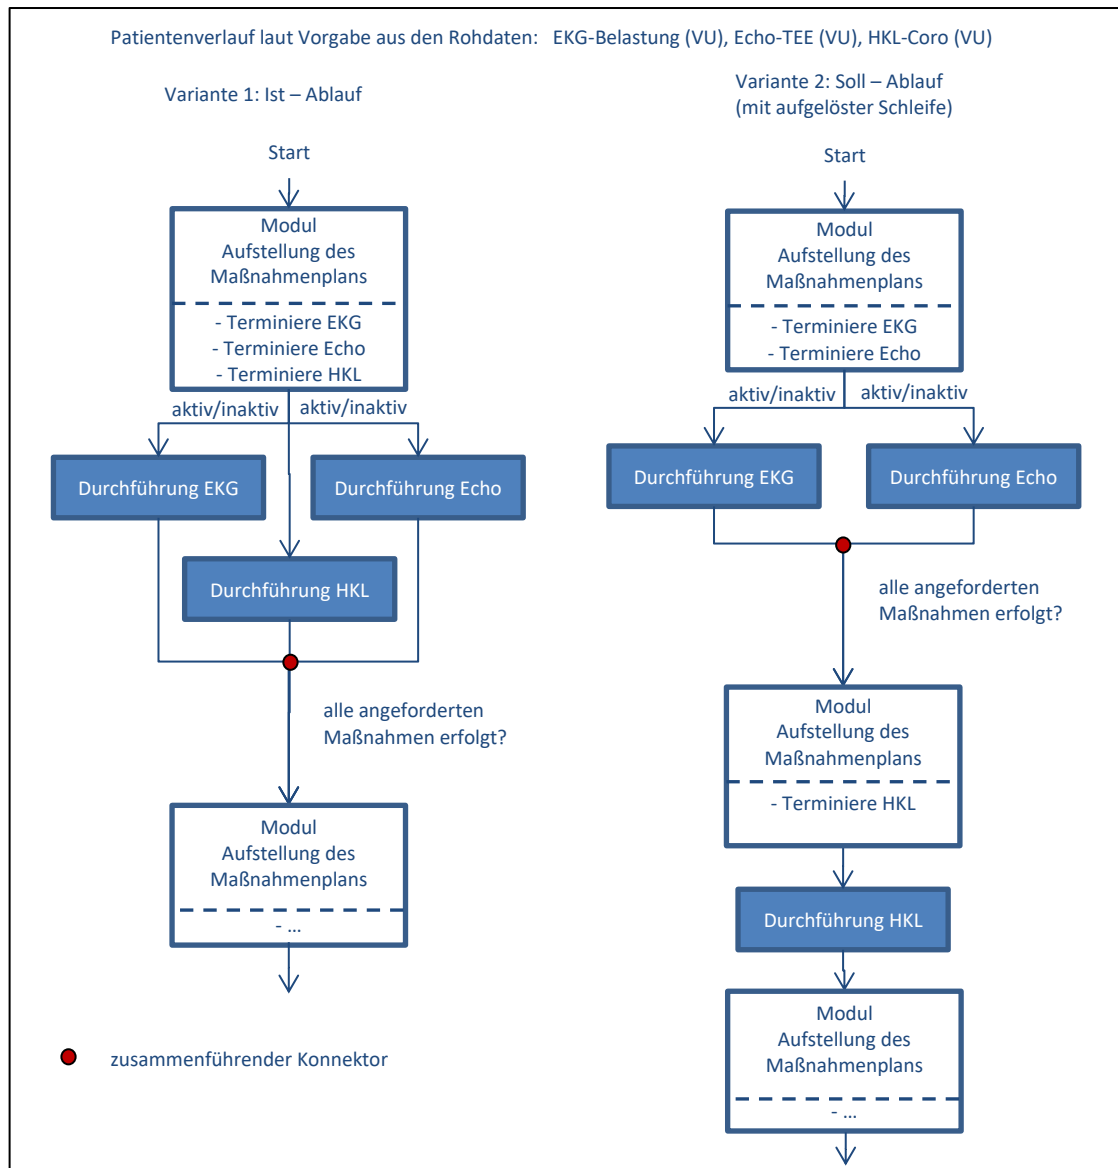 Patientenverlauf laut Vorgabe aus den Rohdaten: EKG-Belastung (VU), Echo-TEE (VU), HKL-Coro (VU)
Variante 1: Ist – Ablauf
Start
Modul
Aufstellung des
Maßnahmenplans
- Terminiere EKG
- Terminiere Echo
- Terminiere HKL
aktiv/inaktiv
aktiv/inaktiv
Durchführung EKG
Durchführung Echo
Durchführung HKL
alle angeforderten
Maßnahmen erfolgt?
Modul
Aufstellung des
Maßnahmenplans
- ...
zusammenführender Konnektor
Variante 2: Soll – Ablauf
(mit aufgelöster Schleife)
Start
Modul
Aufstellung des
Maßnahmenplans
- Terminiere EKG
- Terminiere Echo
aktiv/inaktiv
aktiv/inaktiv
Durchführung EKG
Durchführung Echo
alle angeforderten
Maßnahmen erfolgt?
Modul
Aufstellung des
Maßnahmenplans
- Terminiere HKL
Durchführung HKL
Modul
Aufstellung des
Maßnahmenplans
- ...